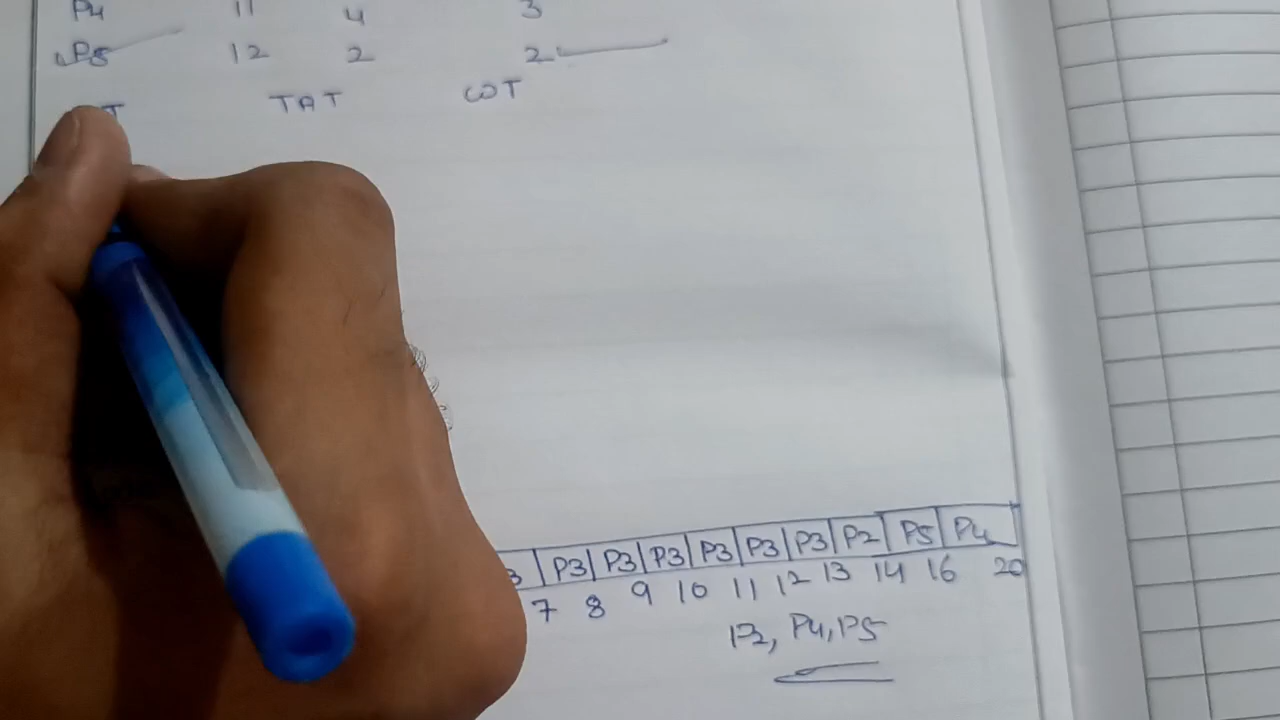 P4 11 4 3
P5 12 2 2
T TAT WT
3 P3 P3 P3 P3 P3 P3 P2 P5 P4
7 8 9 10 11 12 13 14 16 20
P2, P4, P5